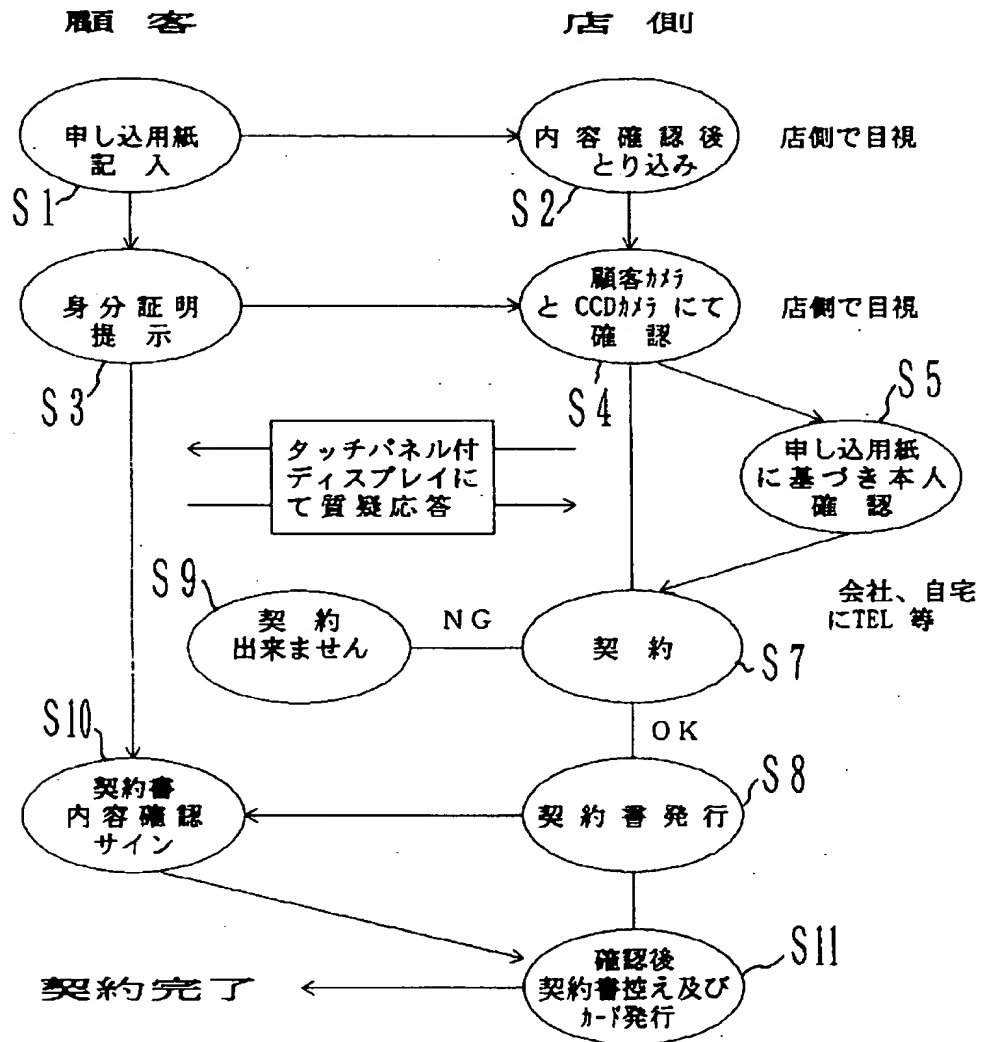 顧客
店側
申し込用紙
記入
S1
内容確認後
とり込み
S2
店側で目視
身分証明
提示
S3
顧客カメラ
と CCDカメラ にて
確認
S4
店側で目視
S5
申し込用紙
に基づき本人
確認
タッチパネル付
ディスプレイに
て質疑応答
会社、自宅
にTEL 等
S9
契約
出来ません
NG
契約
S7
OK
S10
契約書
内容確認
サイン
契約書発行
S8
確認後
契約書控え及び
カード発行
S11
契約完了